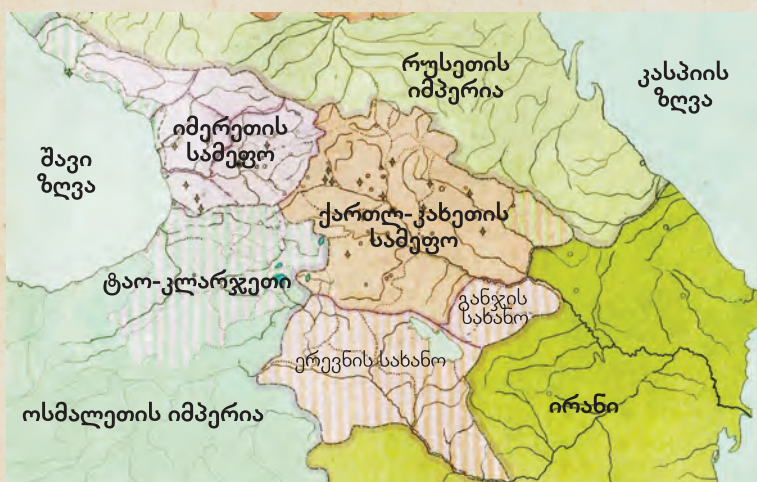 რუსეთის
იმპერია
კასპიის
ზღვა
იმერეთის
სამეფო
შავი
ზღვა
ქართლ-კახეთის
სამეფო
ტაო-კლარჯეთი
განჯის
სახანო
ერევნის სახანო
ოსმალეთის იმპერია
ირანი